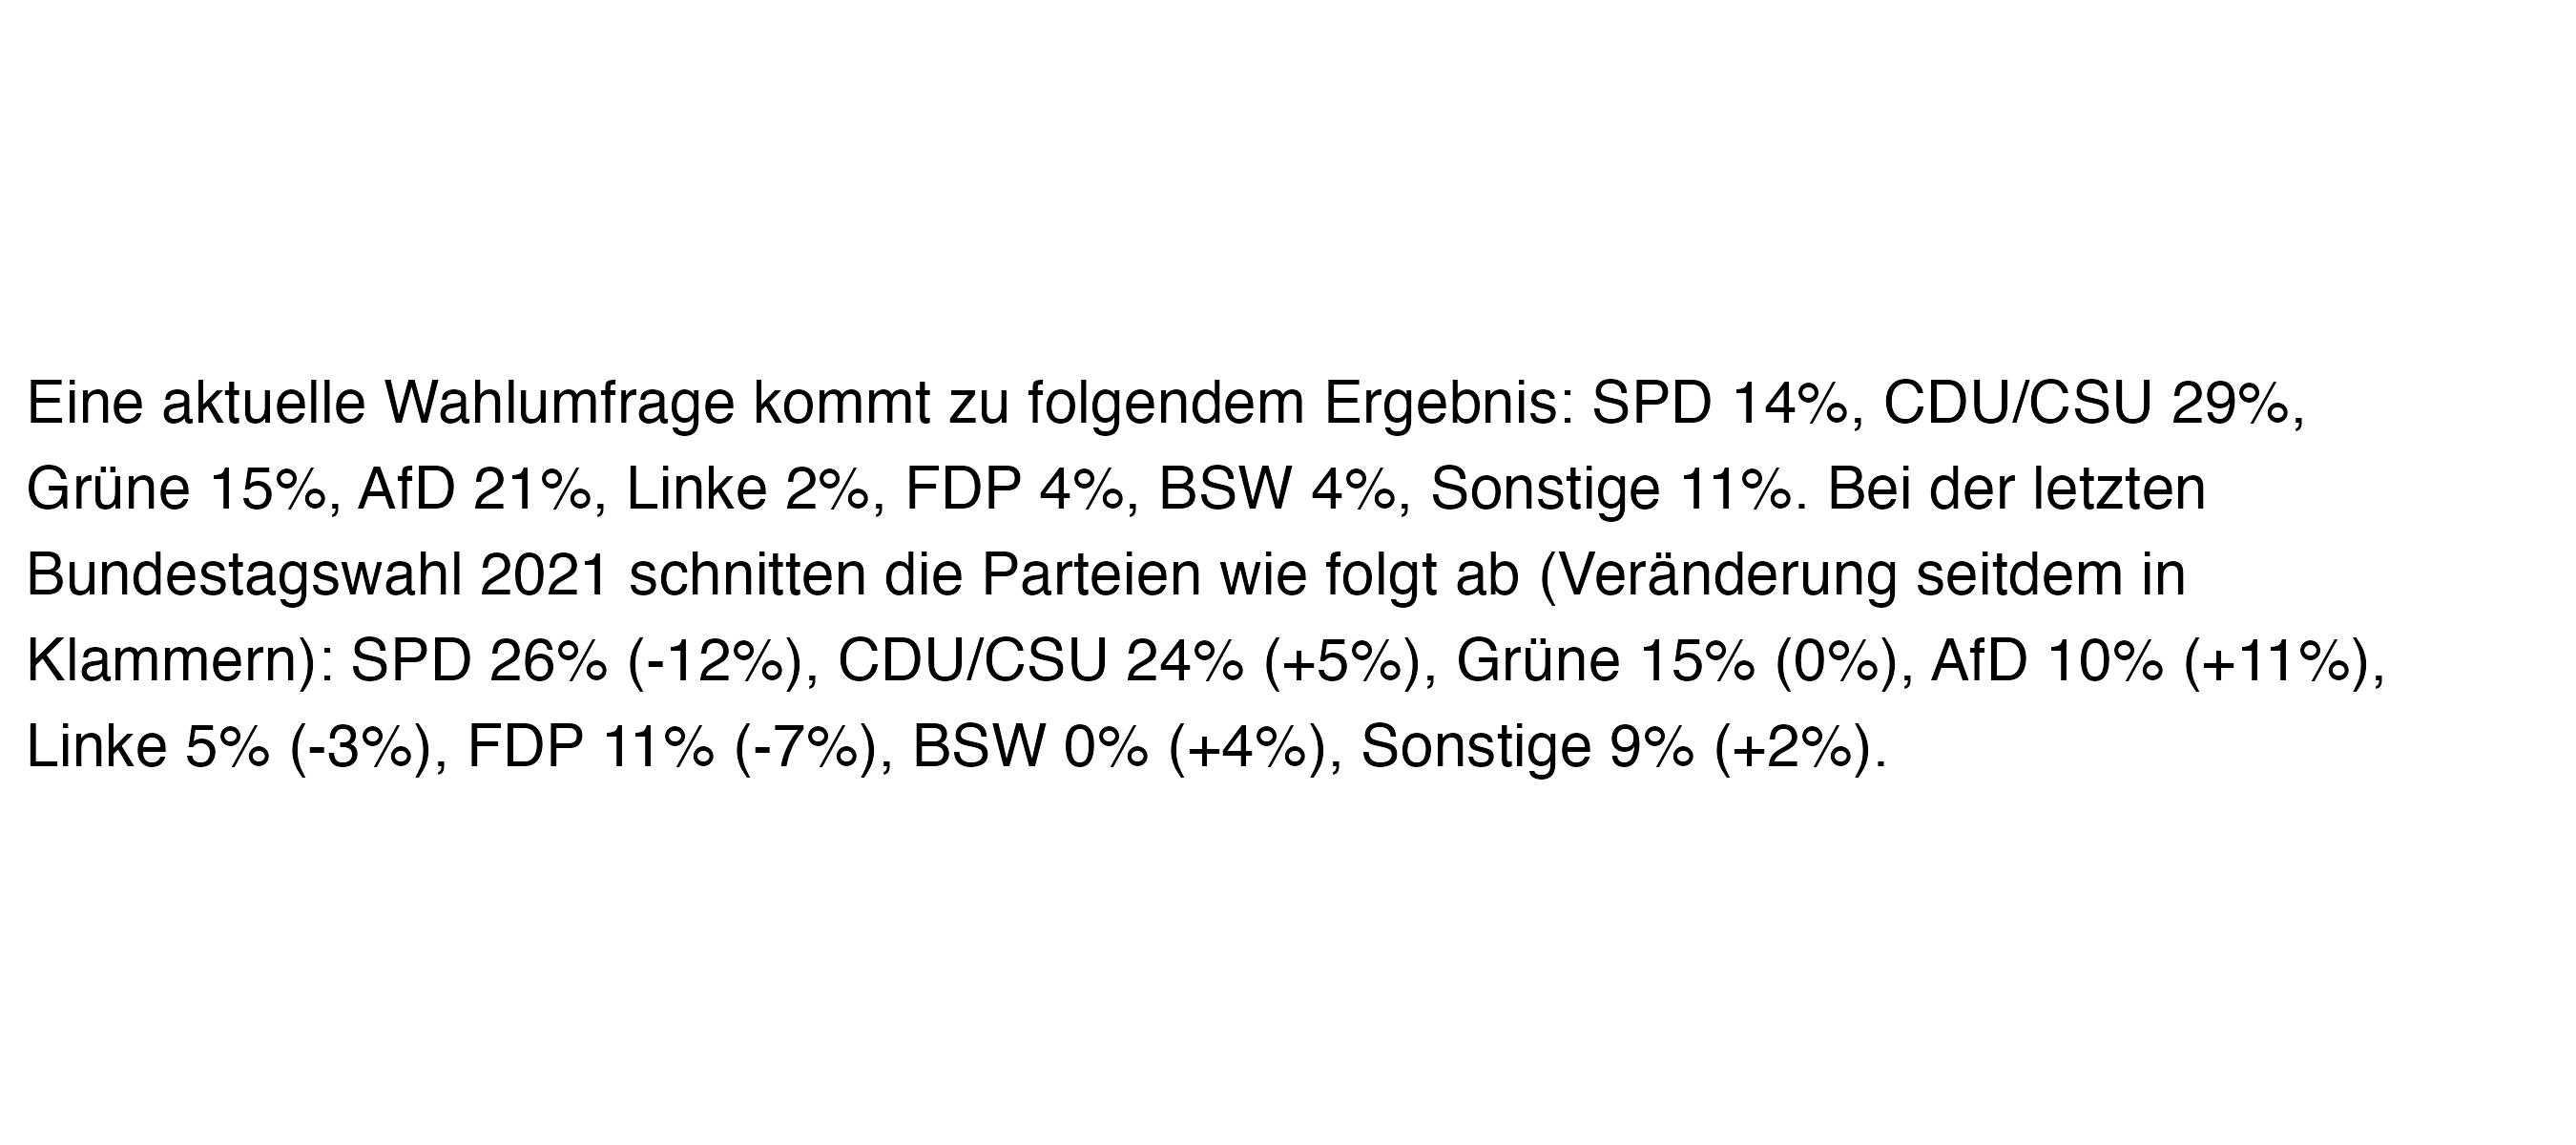 Eine aktuelle Wahlumfrage kommt zu folgendem Ergebnis: SPD 14%, CDU/CSU 29%,
Grüne 15%, AfD 21%, Linke 2%, FDP 4%, BSW 4%, Sonstige 11%. Bei der letzten
Bundestagswahl 2021 schnitten die Parteien wie folgt ab (Veränderung seitdem in
Klammern): SPD 26% (-12%), CDU/CSU 24% (+5%), Grüne 15% (0%), AfD 10% (+11%),
Linke 5% (-3%), FDP 11% (-7%), BSW 0% (+4%), Sonstige 9% (+2%).